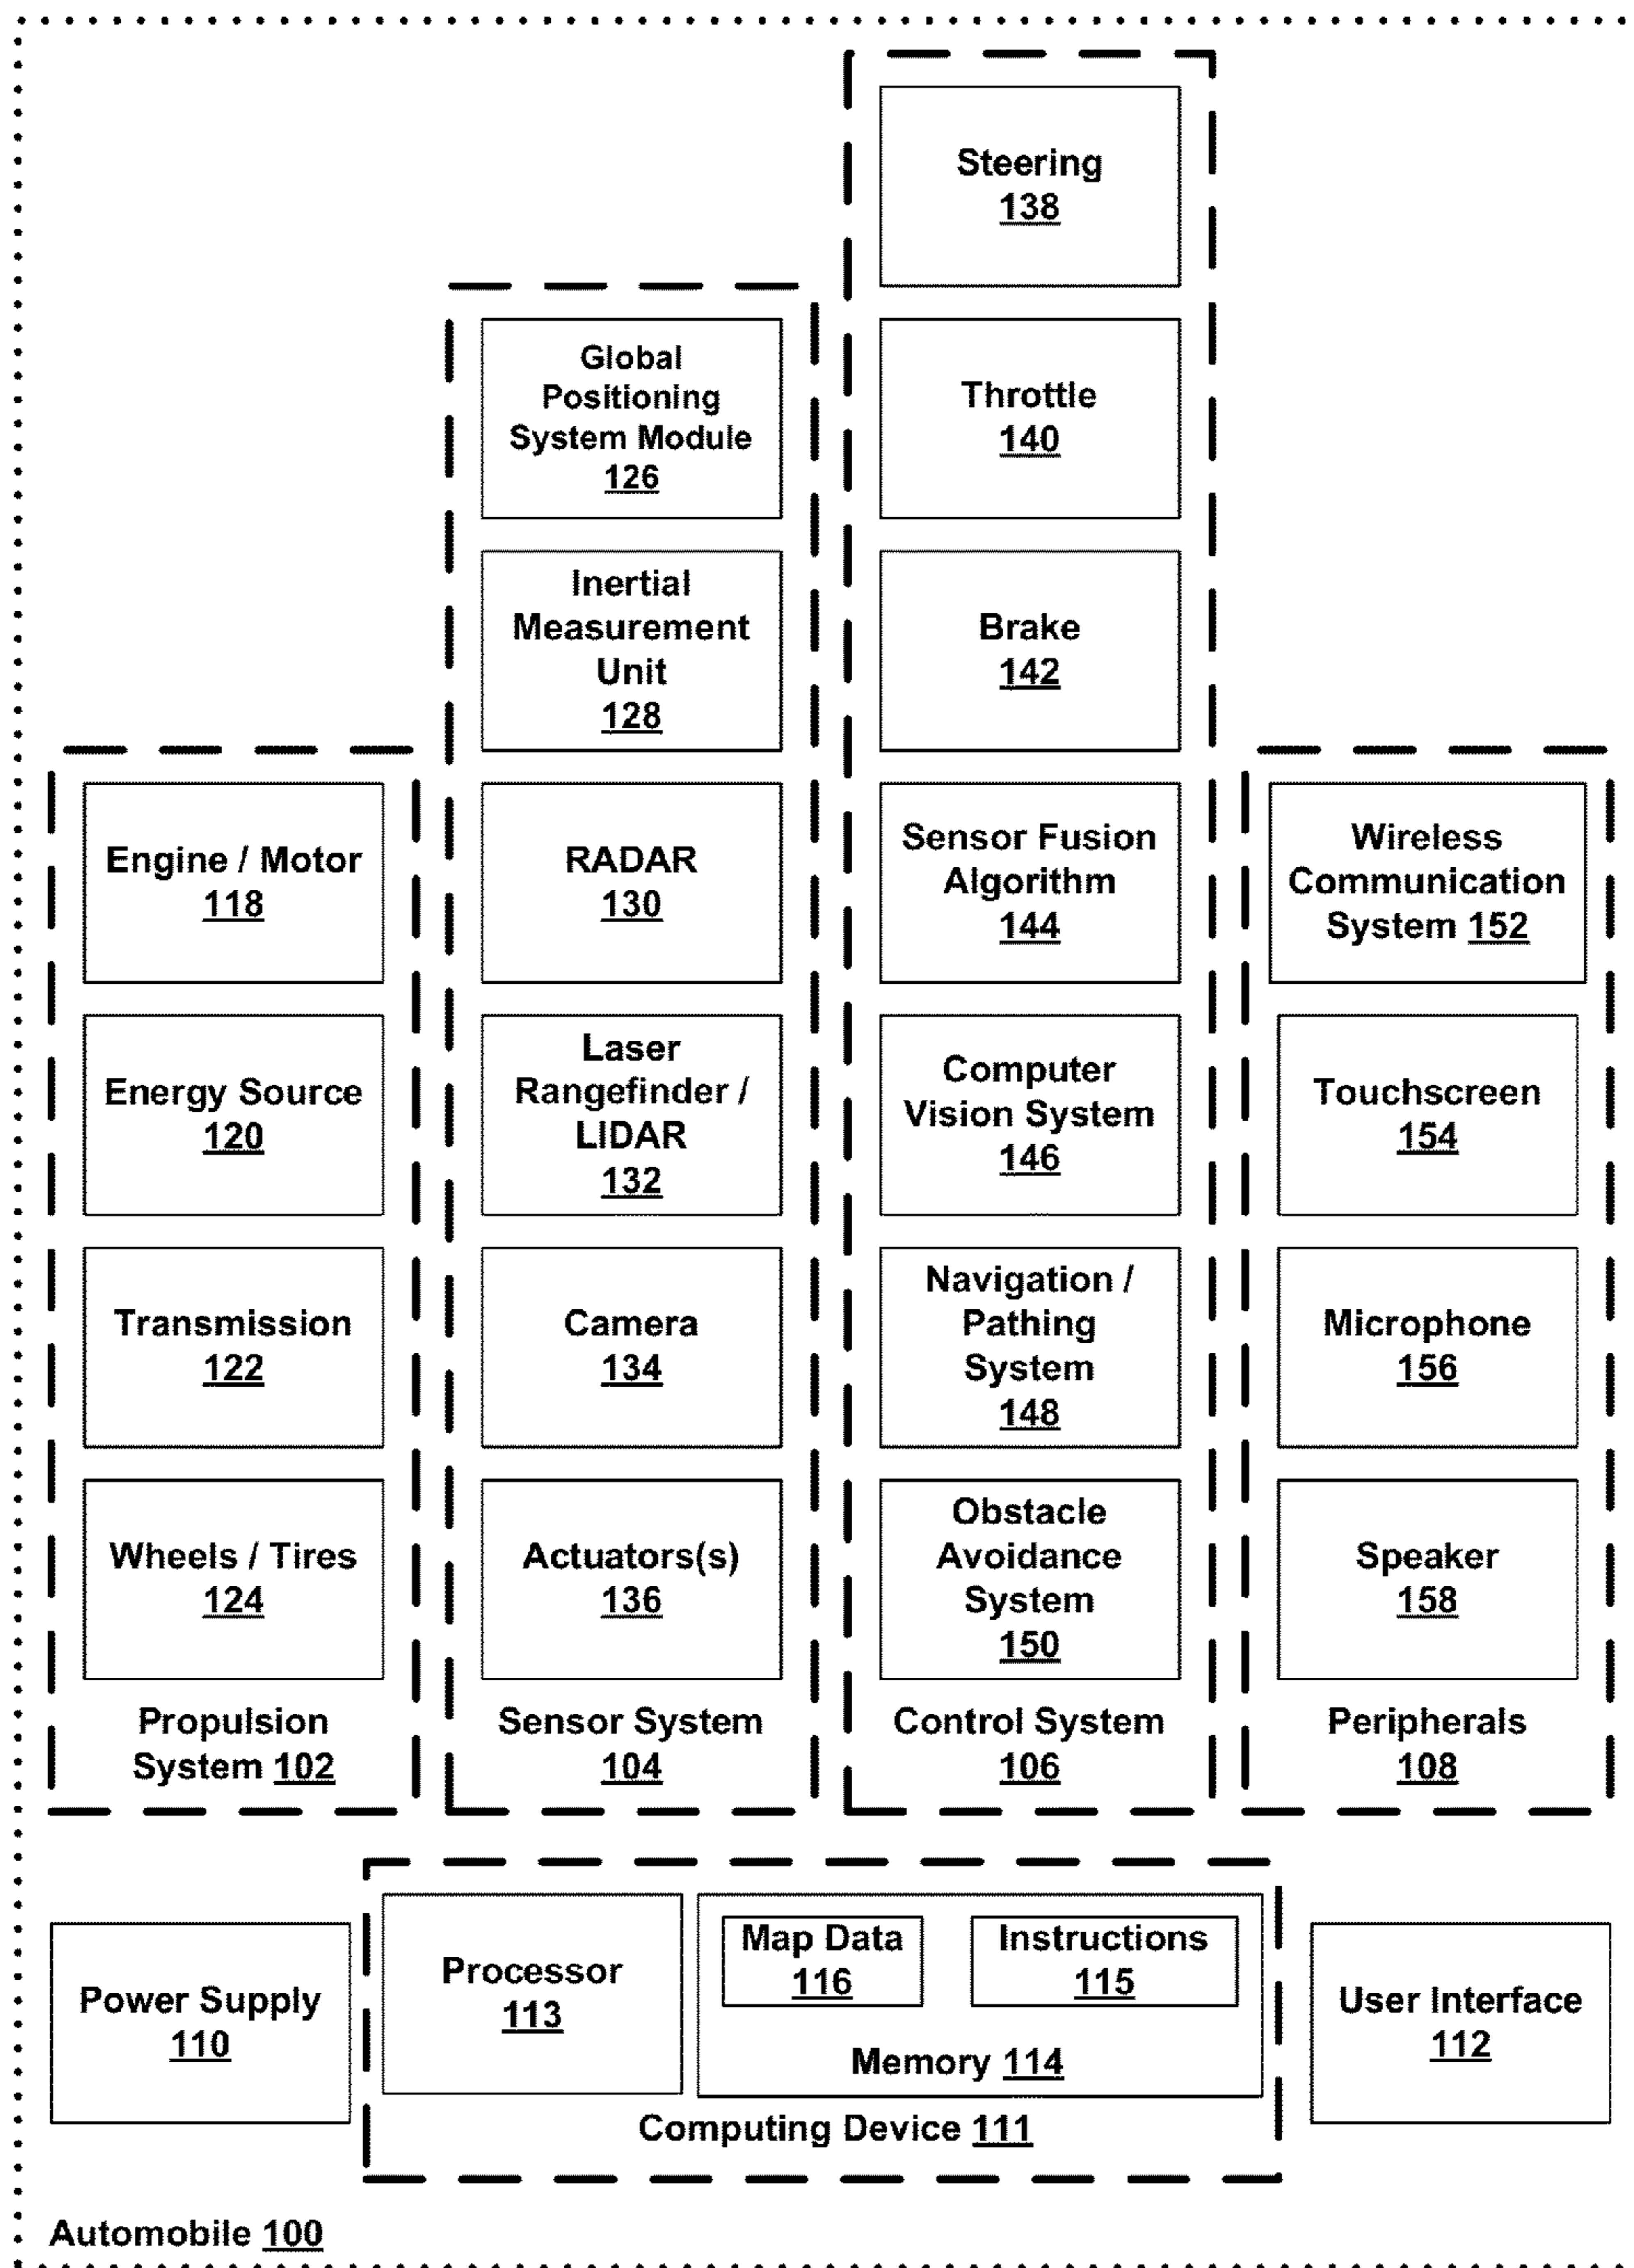 Steering
138
Throttle
140
Brake
142
Sensor Fusion
Algorithm
144
Computer
Vision System
146
Navigation /
Pathing
System
148
Obstacle
Avoidance
System
150
Control System
106
Global
Positioning
System Module
126
Inertial
Measurement
Unit
128
RADAR
130
Laser
Rangefinder /
LIDAR
132
Camera
134
Actuators(s)
136
Sensor System
104
Engine / Motor
118
Energy Source
120
Transmission
122
Wheels / Tires
124
Propulsion
System 102
Wireless
Communication
System 152
Touchscreen
154
Microphone
156
Speaker
158
Peripherals
108
Power Supply
110
Processor
113
Map Data
116
Instructions
115
Memory 114
Computing Device 111
User Interface
112
Automobile 100